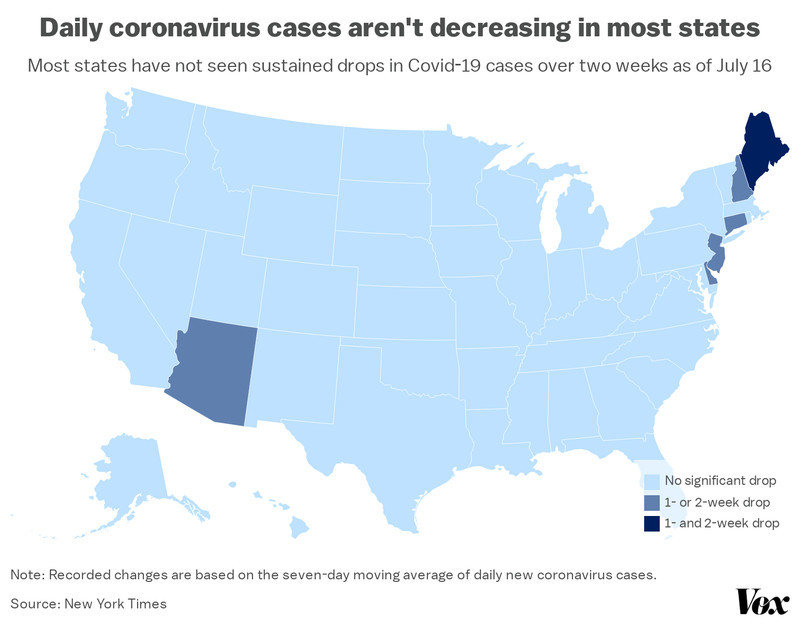 Daily coronavirus cases aren't decreasing in most states
Most states have not seen sustained drops in Covid-19 cases over two weeks as of July 16
No significant drop
1- or 2-week drop
1- and 2-week drop
Note: Recorded changes are based on the seven-day moving average of daily new coronavirus cases.
Source: New York Times
Vox